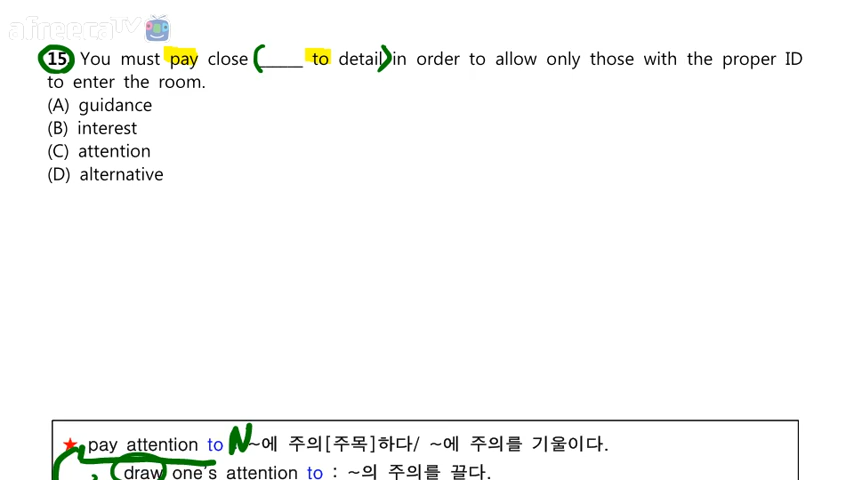 afreecaTV
15 You must pay close ( _____ to detail) in order to allow only those with the proper ID
to enter the room.
(A) guidance
(B) interest
(C) attention
(D) alternative
★ pay attention to N ~에 주의[주목]하다/ ~에 주의를 기울이다.
draw one's attention to : ~의 주의를 끌다.